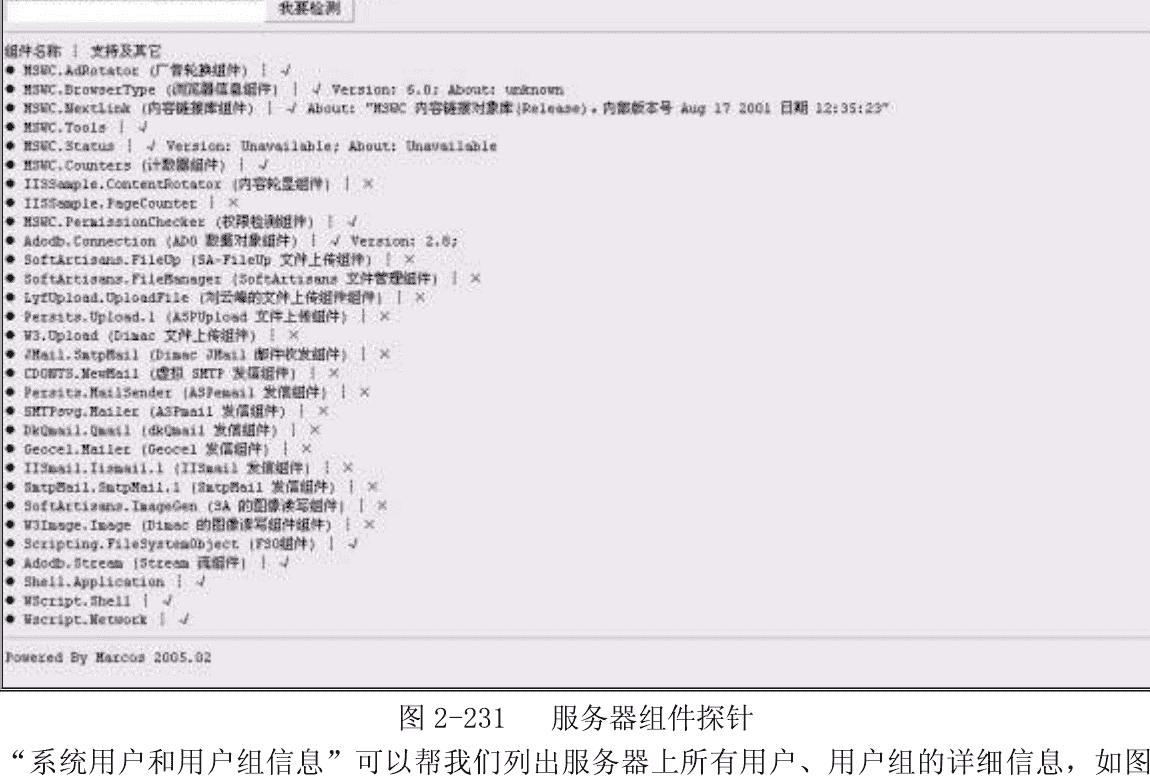 我要检测
组件名称 | 支持及其它
● MSWC.AdRotator (广告轮换组件) | √
● MSWC.BrowserType (浏览器信息组件) | √ Version: 6.0; About: unknown
● MSWC.NextLink (内容链接库组件) | √ About: "MSWC 内容链接对象库(Release)。内部版本号 Aug 17 2001 日期 12:35:23"
● MSWC.Tools | √
● MSWC.Status | √ Version: Unavailable; About: Unavailable
● MSWC.Counters (计数器组件) | √
● IISSample.ContentRotator (内容轮显组件) | ×
● IISSample.PageCounter | ×
● MSWC.PermissionChecker (权限检测组件) | √
● Adodb.Connection (ADO 数据对象组件) | √ Version: 2.8;
● SoftArtisans.FileUp (SA-FileUp 文件上传组件) | ×
● SoftArtisans.FileManager (SoftArtisans 文件管理组件) | ×
● LyfUpload.UploadFile (刘云峰的文件上传组件组件) | ×
● Persits.Upload.1 (ASPUpload 文件上传组件) | ×
● W3.Upload (Dimac 文件上传组件) | ×
● JMail.SmtpMail (Dimac JMail 邮件收发组件) | ×
● CDONTS.NewMail (虚拟 SMTP 发信组件) | ×
● Persits.MailSender (ASPemail 发信组件) | ×
● SMTPsvg.Mailer (ASPmail 发信组件) | ×
● DkQmail.Qmail (dkQmail 发信组件) | ×
● Geocel.Mailer (Geocel 发信组件) | ×
● IISmail.Iismail.1 (IISmail 发信组件) | ×
● SmtpMail.SmtpMail.1 (SmtpMail 发信组件) | ×
● SoftArtisans.ImageGen (SA 的图像读写组件) | ×
● W3Image.Image (Dimac 的图像读写组件组件) | ×
● Scripting.FileSystemObject (FSO组件) | √
● Adodb.Stream (Stream 流组件) | √
● Shell.Application | √
● WScript.Shell | √
● Wscript.Network | √
Powered By Marcos 2005.02
图 2-231 服务器组件探针
“系统用户和用户组信息”可以帮我们列出服务器上所有用户、用户组的详细信息，如图